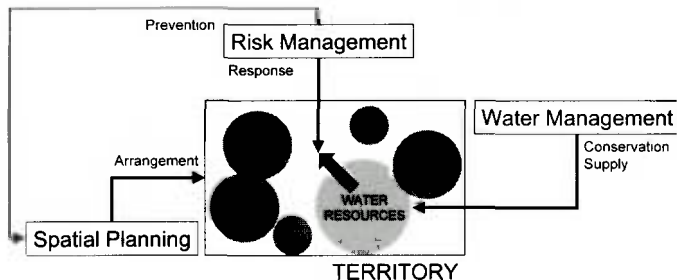 Prevention
Risk Management
Response
Water Management
Conservation
Supply
Arrangement
WATER
RESOURCES
Spatial Planning
TERRITORY